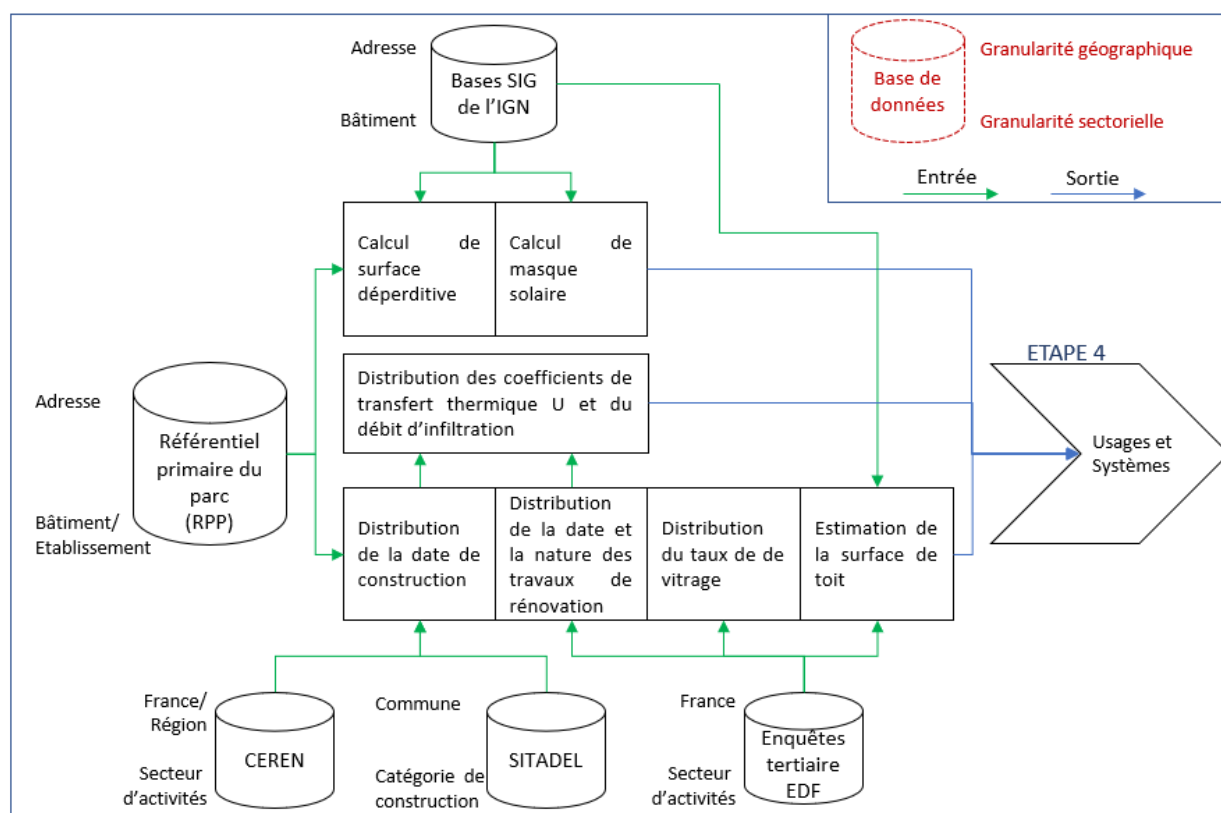 Adresse
Bâtiment
Bases SIG
de l’IGN
Base de
données
Granularité géographique
Granularité sectorielle
Entrée
Sortie
Calcul de
surface
déperditive
Calcul de
masque
solaire
Distribution des coefficients de
transfert thermique U et du
débit d’infiltration
ETAPE 4
Usages et
Systèmes
Adresse
Référentiel
primaire du
parc
(RPP)
Bâtiment/
Etablissement
Distribution
de la date de
construction
Distribution
de la date et
la nature des
travaux de
rénovation
Distribution
du taux de de
vitrage
Estimation de
la surface de
toit
France/
Région
CEREN
Secteur
d’activités
Commune
SITADEL
Catégorie de
construction
France
Enquêtes
tertiaire
EDF
Secteur
d’activités